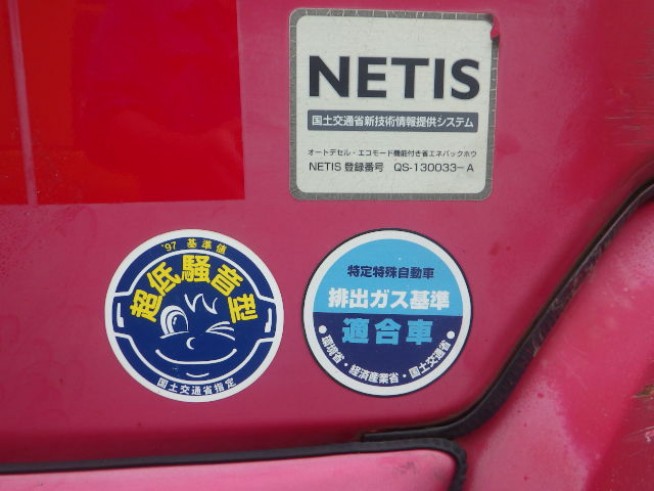 NETIS
国土交通省新技術情報提供システム
オートデセル・エコモード機能付き省エネバックホウ
NETIS 登録番号 QS-130033-A
'97 基準値
超低騒音型
国土交通省指定
特定特殊自動車
排出ガス基準
適合車
●環境省・経済産業省・国土交通省●